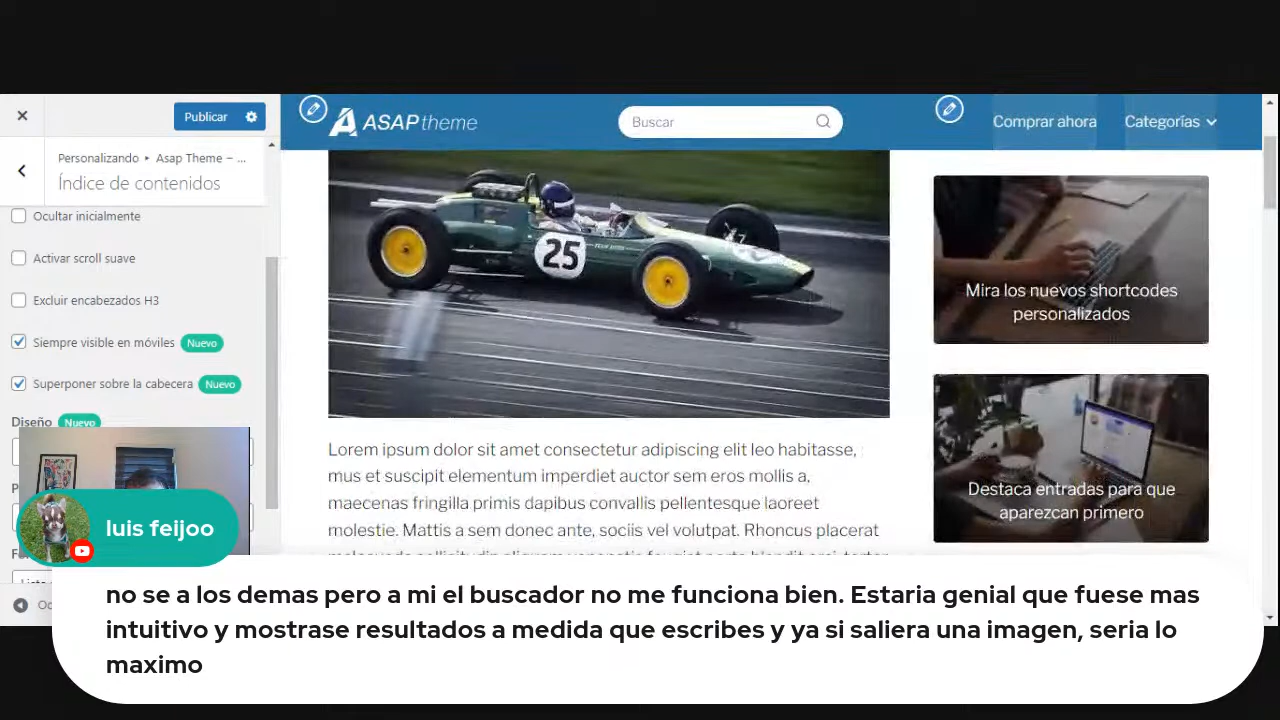 Publicar
Buscar
ASAP theme
Comprar ahora
Categorías
Personalizando ▸ Asap Theme – ...
Índice de contenidos
Ocultar inicialmente
Activar scroll suave
Excluir encabezados H3
Siempre visible en móviles Nuevo
Superponer sobre la cabecera Nuevo
Diseño Nuevo
25
Mira los nuevos shortcodes
personalizados
Destaca entradas para que
aparezcan primero
Lorem ipsum dolor sit amet consectetur adipiscing elit leo habitasse,
mus et suscipit elementum imperdiet auctor sem eros mollis a,
maecenas fringilla primis dapibus convallis pellentesque laoreet
molestie. Mattis a sem donec ante, sociis vel volutpat. Rhoncus placerat
luis feijoo
no se a los demas pero a mi el buscador no me funciona bien. Estaria genial que fuese mas
intuitivo y mostrase resultados a medida que escribes y ya si saliera una imagen, seria lo
maximo